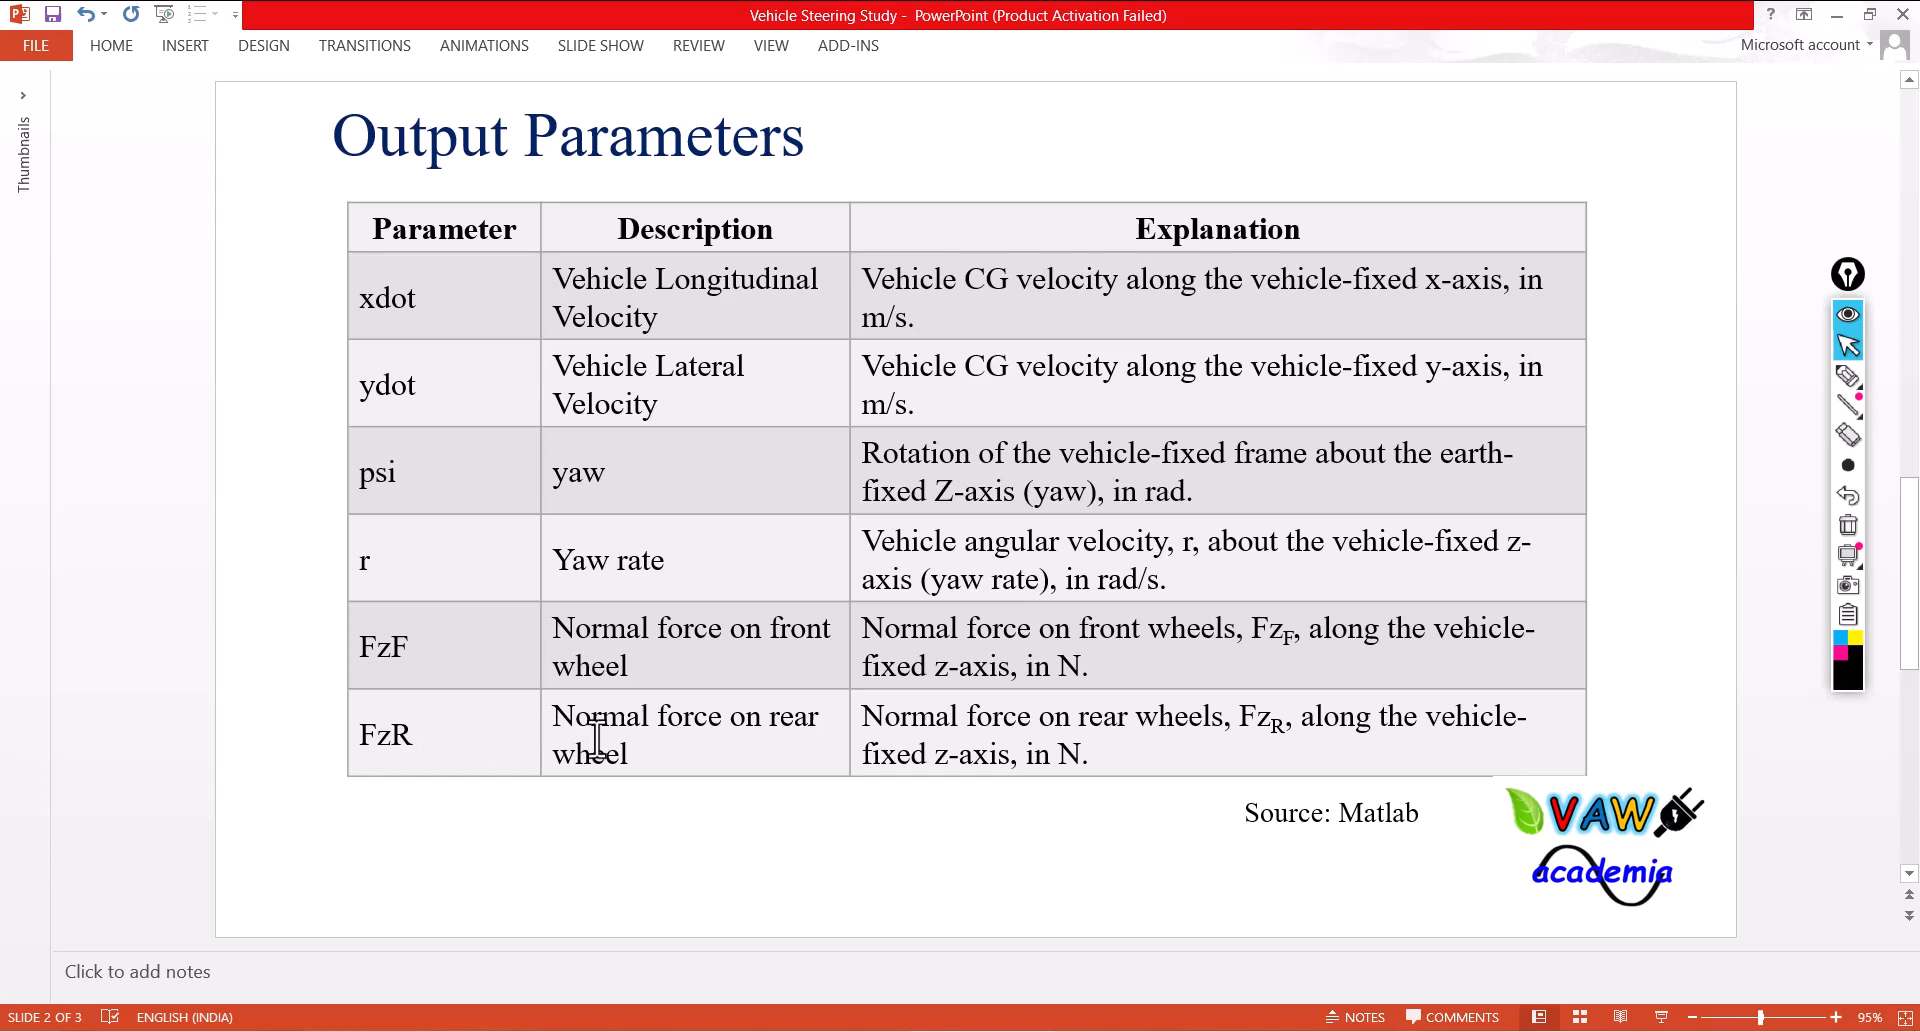 Vehicle Steering Study - PowerPoint (Product Activation Failed)
?
FILE HOME INSERT DESIGN TRANSITIONS ANIMATIONS SLIDE SHOW REVIEW VIEW ADD-INS
Microsoft account
Thumbnails
Output Parameters
Parameter Description Explanation
xdot
Vehicle Longitudinal
Velocity
Vehicle CG velocity along the vehicle-fixed x-axis, in
m/s.
ydot
Vehicle Lateral
Velocity
Vehicle CG velocity along the vehicle-fixed y-axis, in
m/s.
psi
yaw
Rotation of the vehicle-fixed frame about the earth-
fixed Z-axis (yaw), in rad.
r
Yaw rate
Vehicle angular velocity, r, about the vehicle-fixed z-
axis (yaw rate), in rad/s.
FzF
Normal force on front
wheel
Normal force on front wheels, FzF, along the vehicle-
fixed z-axis, in N.
FzR
Normal force on rear
wheel
Normal force on rear wheels, FzR, along the vehicle-
fixed z-axis, in N.
Source: Matlab
VAW
academia
Click to add notes
SLIDE 2 OF 3 ENGLISH (INDIA) NOTES COMMENTS 95%